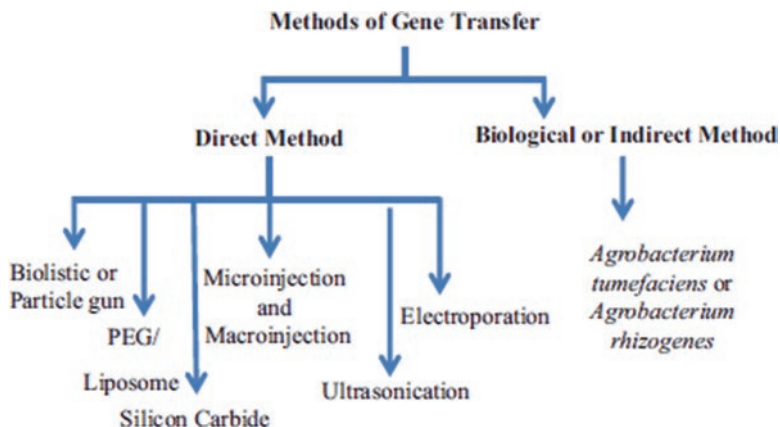 Methods of Gene Transfer
Direct Method
Biological or Indirect Method
Biolistic or
Particle gun
PEG/
Liposome
Silicon Carbide
Microinjection
and
Macroinjection
Ultrasonication
Electroporation
Agrobacterium
tumefaciens or
Agrobacterium
rhizogenes